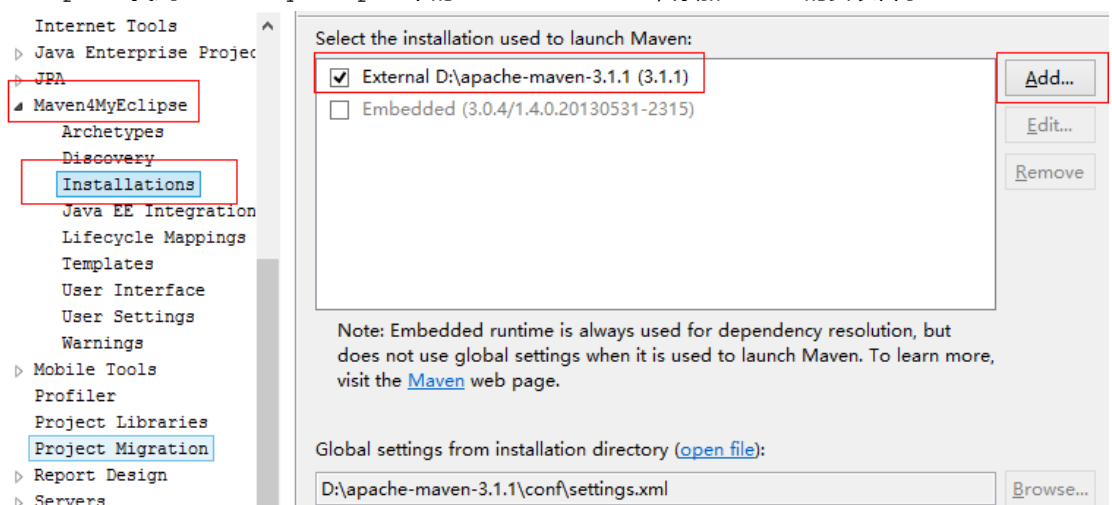 Internet Tools
Java Enterprise Projec
JPA
Maven4MyEclipse
Archetypes
Discovery
Installations
Java EE Integration
Lifecycle Mappings
Templates
User Interface
User Settings
Warnings
Mobile Tools
Profiler
Project Libraries
Project Migration
Report Design
Servers
Select the installation used to launch Maven:
External D:\apache-maven-3.1.1 (3.1.1)
Embedded (3.0.4/1.4.0.20130531-2315)
Add...
Edit...
Remove
Note: Embedded runtime is always used for dependency resolution, but
does not use global settings when it is used to launch Maven. To learn more,
visit the Maven web page.
Global settings from installation directory (open file):
D:\apache-maven-3.1.1\conf\settings.xml
Browse...